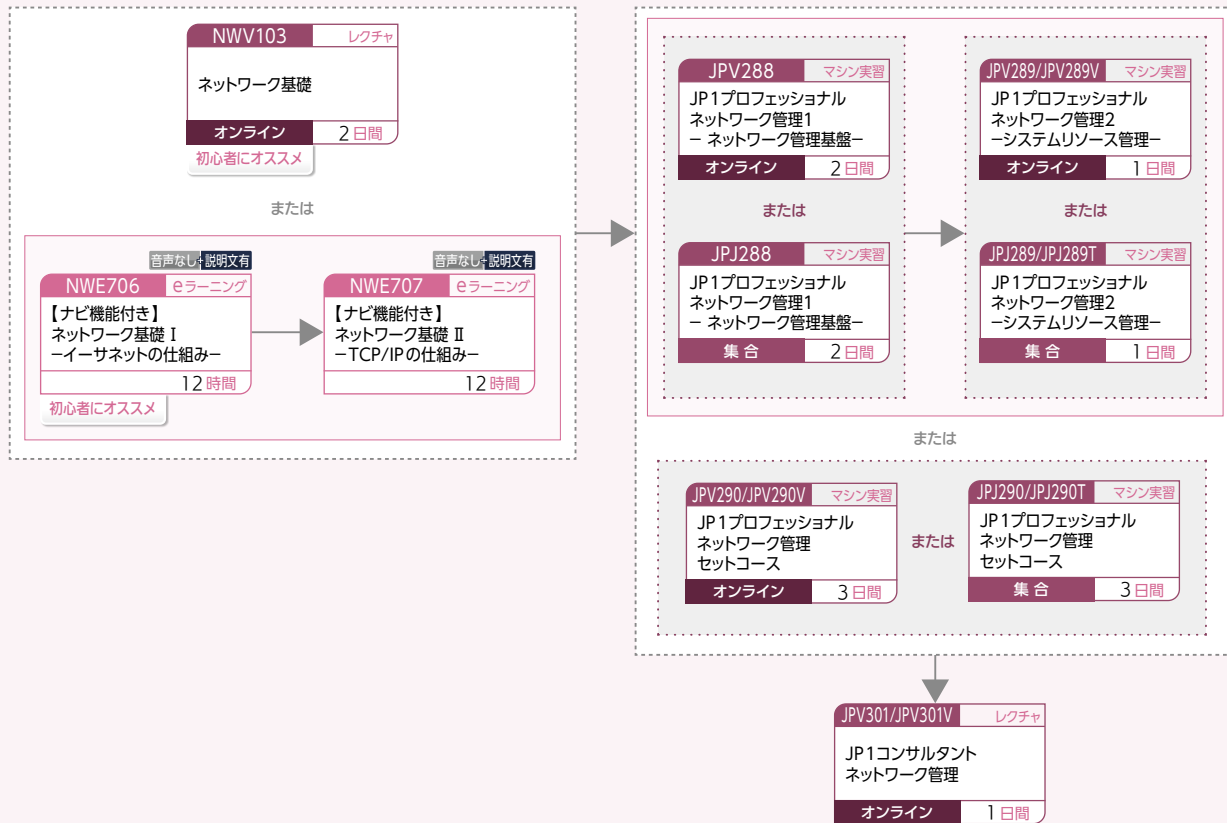 NWV103 レクチャ
ネットワーク基礎
オンライン 2日間
初心者にオススメ
または
音声なし+説明文有
NWE706 eラーニング
【ナビ機能付き】
ネットワーク基礎 Ⅰ
−イーサネットの仕組み−
12時間
初心者にオススメ
音声なし+説明文有
NWE707 eラーニング
【ナビ機能付き】
ネットワーク基礎 Ⅱ
−TCP/IPの仕組み−
12時間
JPV288 マシン実習
JP1プロフェッショナル
ネットワーク管理1
− ネットワーク管理基盤−
オンライン 2日間
または
JPJ288 マシン実習
JP1プロフェッショナル
ネットワーク管理1
− ネットワーク管理基盤−
集合 2日間
JPV289/JPV289V マシン実習
JP1プロフェッショナル
ネットワーク管理2
−システムリソース管理−
オンライン 1日間
または
JPJ289/JPJ289T マシン実習
JP1プロフェッショナル
ネットワーク管理2
−システムリソース管理−
集合 1日間
または
JPV290/JPV290V マシン実習
JP1プロフェッショナル
ネットワーク管理
セットコース
オンライン 3日間
または
JPJ290/JPJ290T マシン実習
JP1プロフェッショナル
ネットワーク管理
セットコース
集合 3日間
JPV301/JPV301V レクチャ
JP1コンサルタント
ネットワーク管理
オンライン 1日間